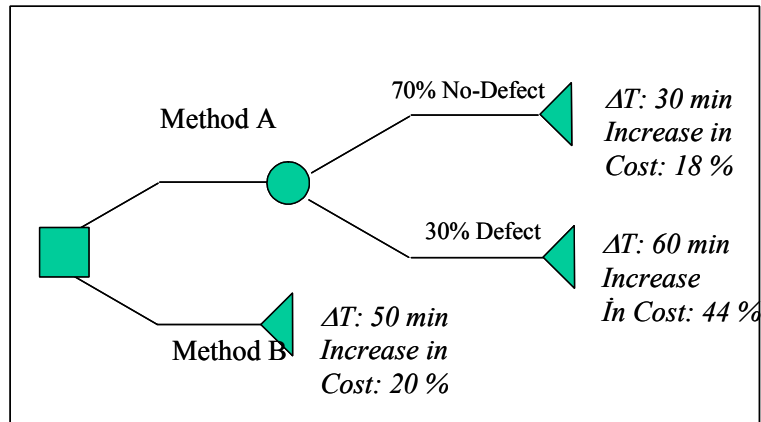 70% No-Defect
ΔT: 30 min
Increase in
Cost: 18 %
Method A
30% Defect
ΔT: 60 min
Increase
İn Cost: 44 %
Method B
ΔT: 50 min
Increase in
Cost: 20 %